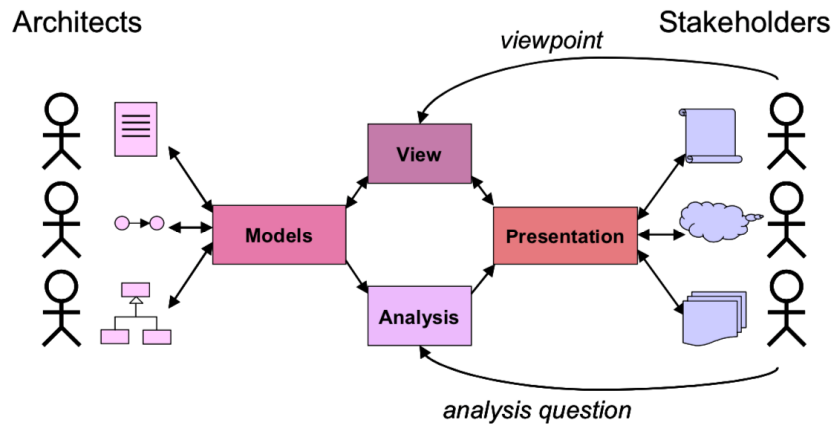 Architects
Stakeholders
viewpoint
View
Models
Presentation
Analysis
analysis question